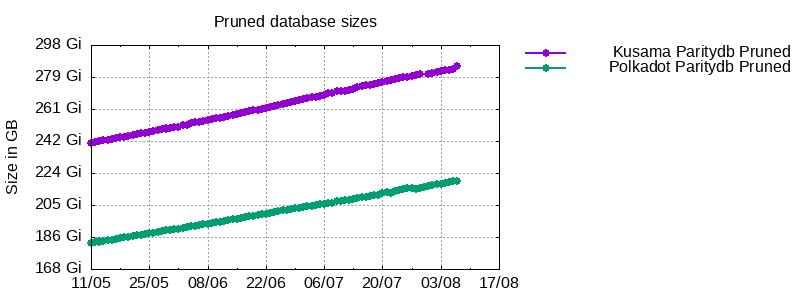 Pruned database sizes
298 Gi
279 Gi
261 Gi
242 Gi
224 Gi
205 Gi
186 Gi
168 Gi
Size in GB
11/05 25/05 08/06 22/06 06/07 20/07 03/08 17/08
Kusama Paritydb Pruned
Polkadot Paritydb Pruned